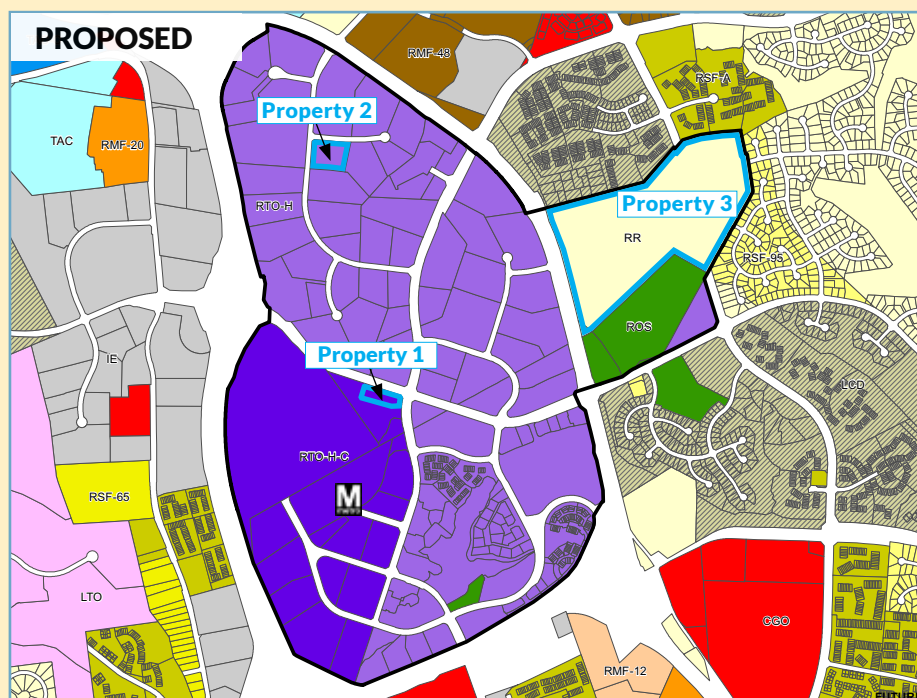 PROPOSED
RMF-48
RSF-A
Property 2
TAC
RMF-20
RTO-H
Property 3
RR
RSF-95
ROS
Property 1
IE
LCD
RTO-H-C
M
RSF-65
LTO
CGO
RMF-12